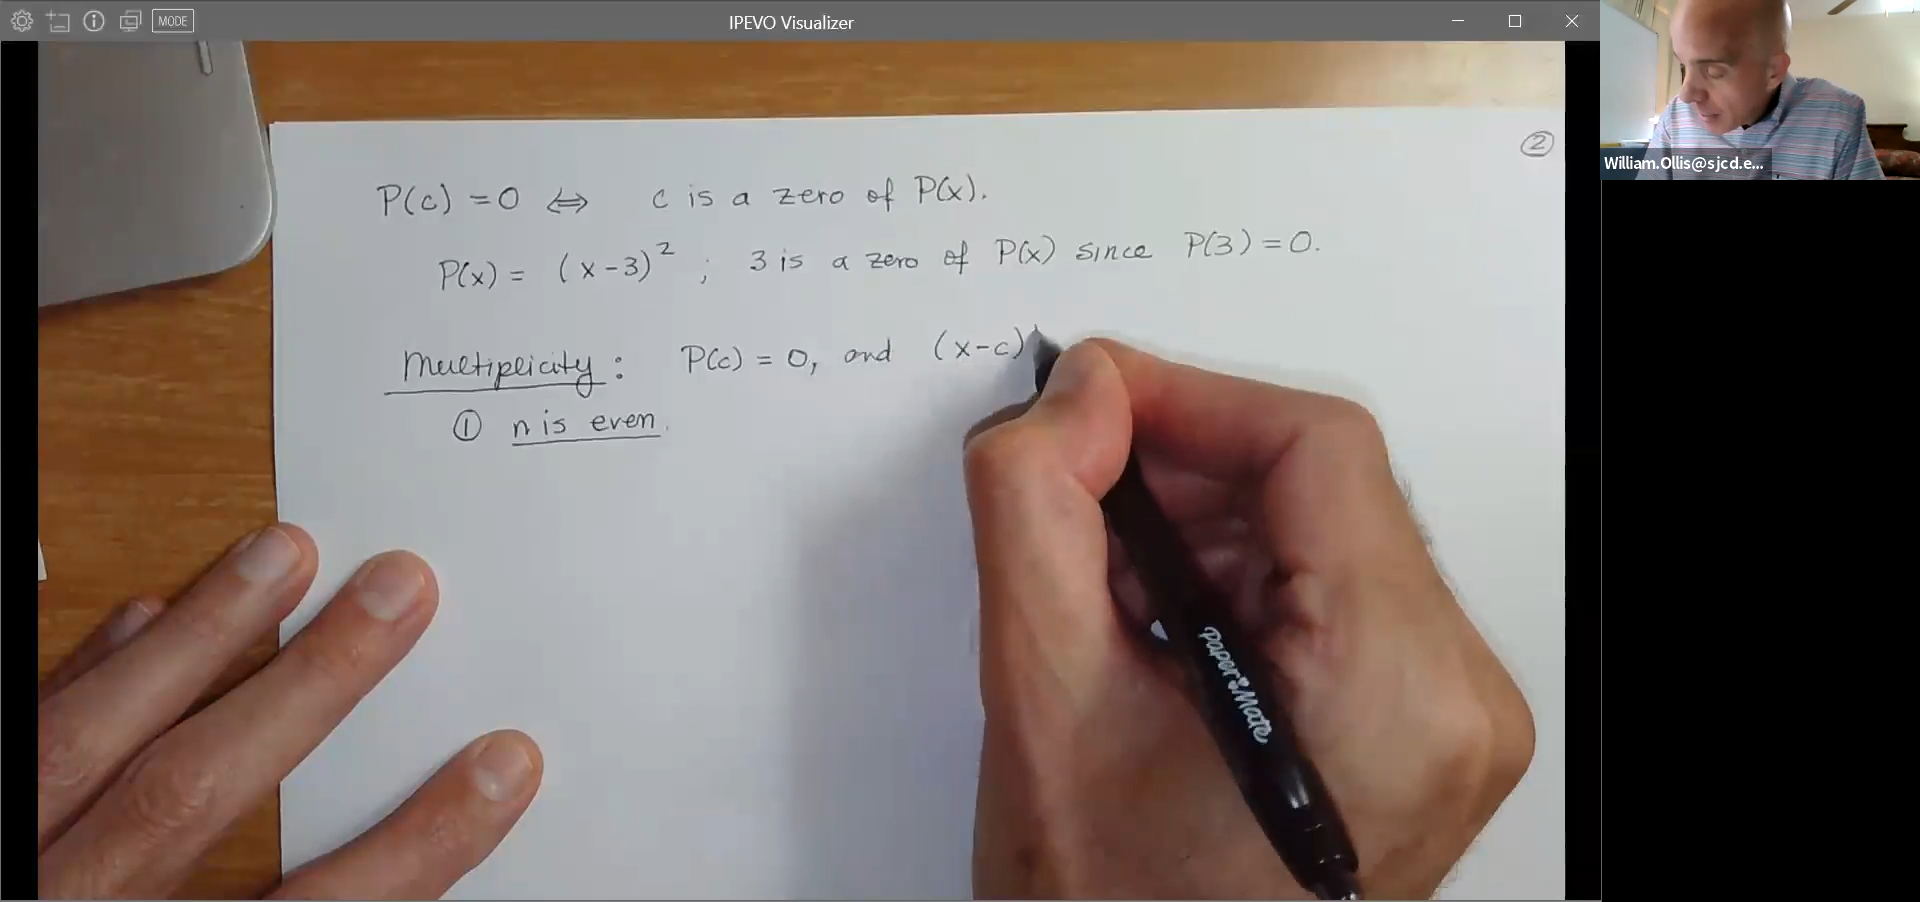 MODE
IPEVO Visualizer
William.Ollis@sjcd.e...
2
P(c) = 0 ⇔ c is a zero of P(x).
P(x) = (x-3)² ; 3 is a zero of P(x) since P(3) = 0.
Multiplicity : P(c) = 0, and (x-c)
① n is even.
Paper Mate